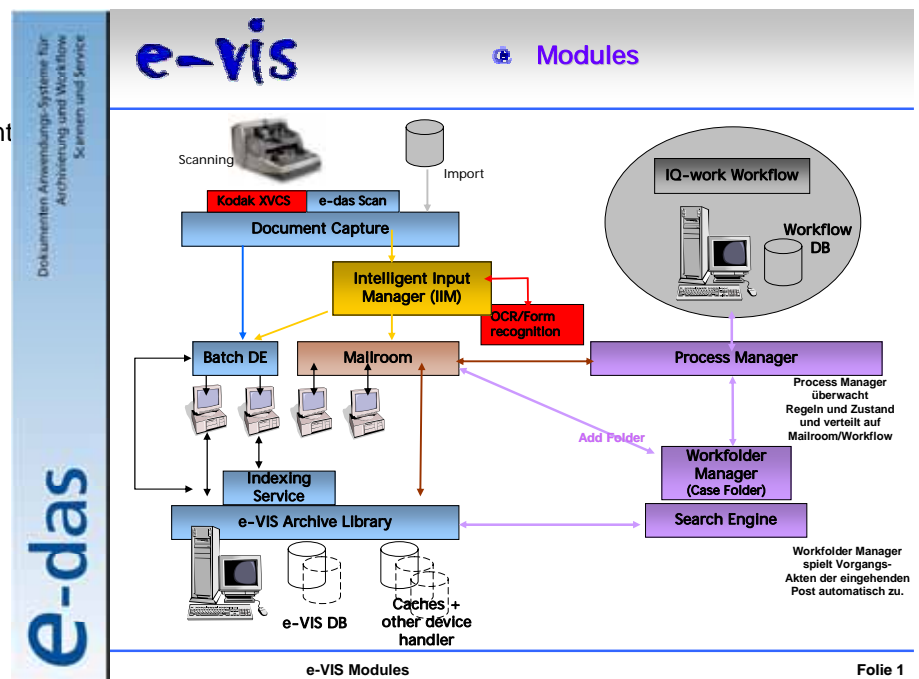 e-vis
Modules
nt
Dokumenten Anwendungs-Systeme für:
Archivierung und Workflow
Scannen und Service
e-das
Scanning
Import
Kodak XVCS
e-das Scan
Document Capture
IQ-work Workflow
Workflow
DB
Intelligent Input
Manager (IIM)
OCR/Form
recognition
Batch DE
Mailroom
Process Manager
Process Manager
überwacht
Regeln und Zustand
und verteilt auf
Mailroom/Workflow
Add Folder
Workfolder
Manager
(Case Folder)
Indexing
Service
e-VIS Archive Library
Search Engine
Workfolder Manager
spielt Vorgangs-
Akten der eingehenden
Post automatisch zu.
e-VIS DB
Caches +
other device
handler
e-VIS Modules
Folie 1